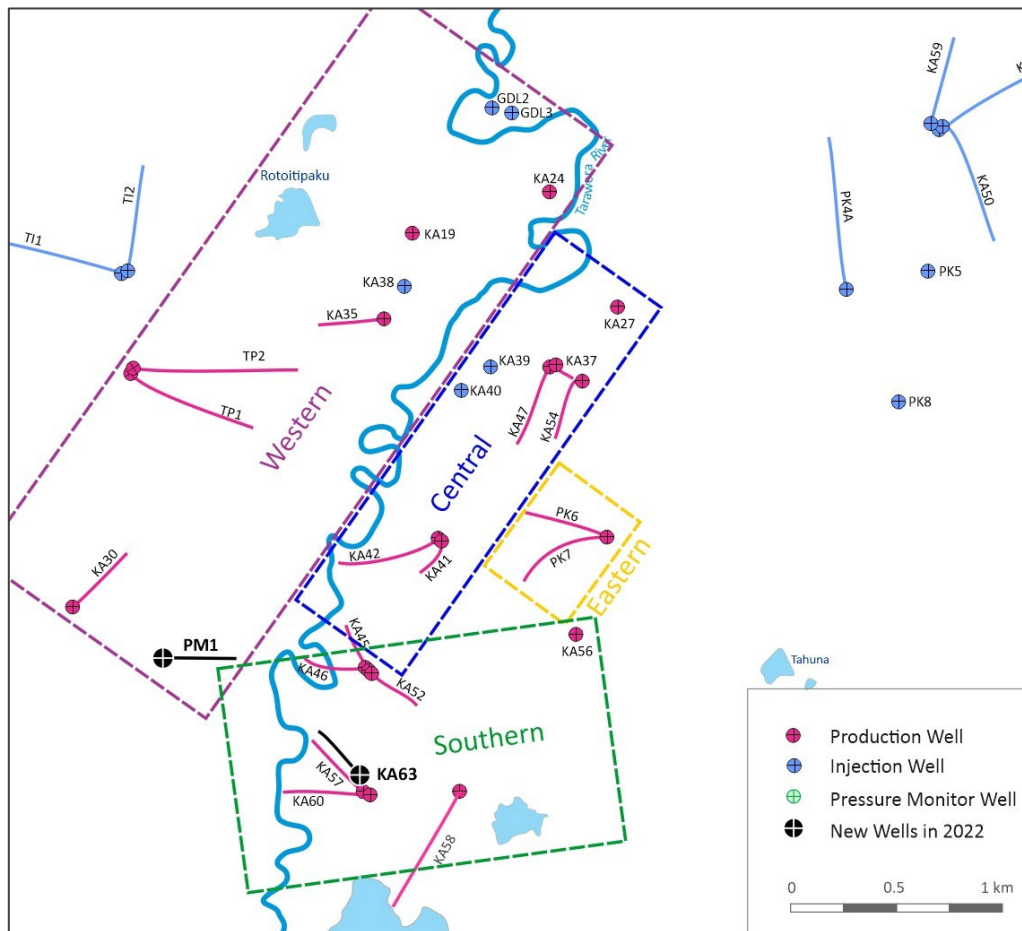 KA59
K
GDL2
GDL3
Tarawera River
Rotoitipaku
KA24
TI2
KA50
PK4A
KA19
TI1
KA38
PK5
KA35
KA27
KA39
KA37
TP2
KA40
PK8
TP1
KA47
KA54
Western
Central
PK6
KA42
KA41
PK7
Eastern
KA30
KA45
KA56
PM1
KA46
Tahuna
KA52
Southern
KA63
KA57
KA60
KA58
Production Well
Injection Well
Pressure Monitor Well
New Wells in 2022
0 0.5 1 km